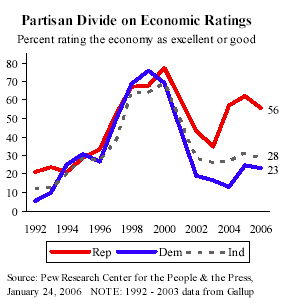 Partisan Divide on Economic Ratings
Percent rating the economy as excellent or good
80
70
60
50
40
30
20
10
0
56
28
23
1992 1994 1996 1998 2000 2002 2004 2006
Rep Dem Ind
Source: Pew Research Center for the People & the Press,
January 24, 2006 NOTE: 1992 - 2003 data from Gallup